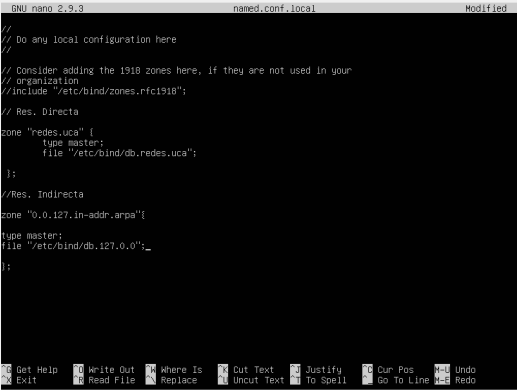 GNU nano 2.9.3 named.conf.local Modified
//
// Do any local configuration here
//
// Consider adding the 1918 zones here, if they are not used in your
// organization
//include "/etc/bind/zones.rfc1918";
// Res. Directa
zone "redes.uca" {
type master;
file "/etc/bind/db.redes.uca";
};
//Res. Indirecta
zone "0.0.127.in-addr.arpa"{
type master;
file "/etc/bind/db.127.0.0";_
};
^G Get Help ^O Write Out ^W Where Is ^K Cut Text ^J Justify ^C Cur Pos M-U Undo
^X Exit ^R Read File ^\ Replace ^U Uncut Text ^T To Spell ^_ Go To Line M-E Redo